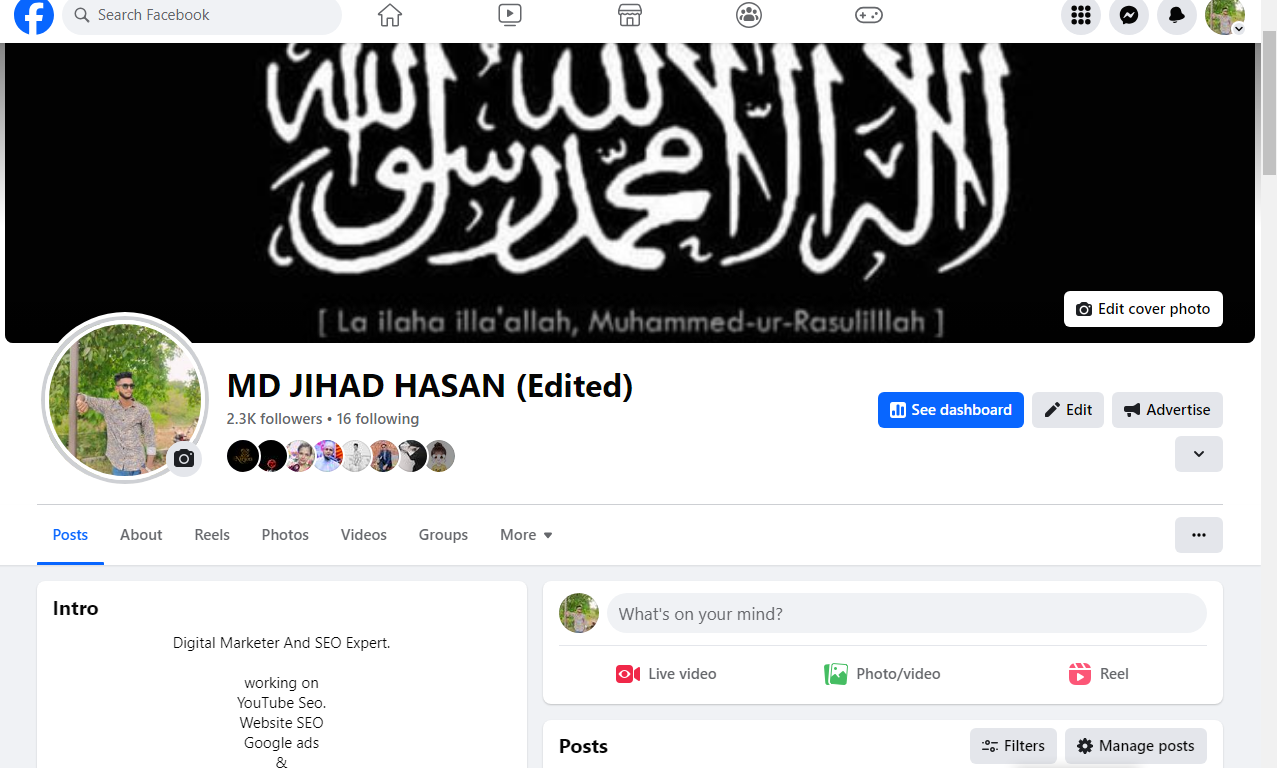 Search Facebook
لا اله الا الله
محمد رسول الله
[ La ilaha illa'allah, Muhammed-ur-Rasulilllah ]
Edit cover photo
MD JIHAD HASAN (Edited)
2.3K followers • 16 following
See dashboard
Edit
Advertise
Posts
About
Reels
Photos
Videos
Groups
More
Intro
Digital Marketer And SEO Expert.
working on
YouTube Seo.
Website SEO
Google ads
&
What's on your mind?
Live video
Photo/video
Reel
Posts
Filters
Manage posts